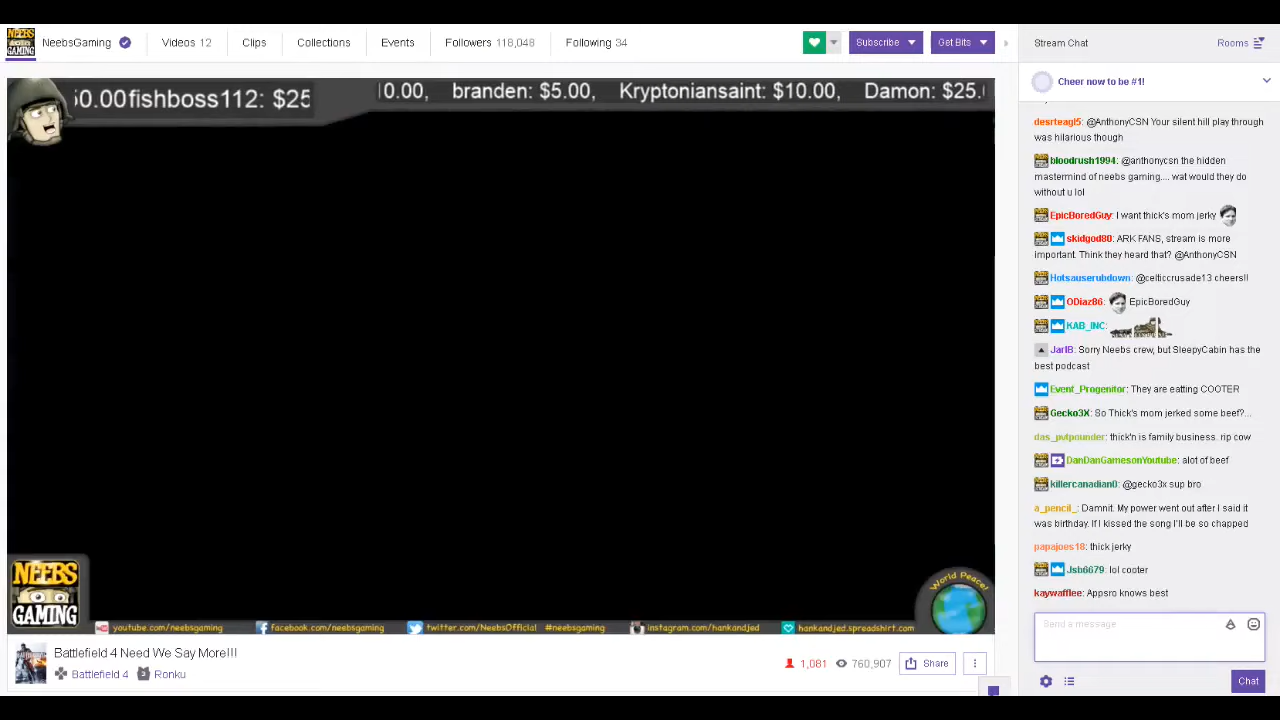 NeebsGaming Videos 12 Clips Collections Events Followers 118,048 Following 34 Subscribe Get Bits Stream Chat Rooms
Cheer now to be #1!
50.00fishboss112: $25 0.00, branden: $5.00, Kryptoniansaint: $10.00, Damon: $25.
desrteagl5: @AnthonyCSN Your silent hill play through
was hilarious though
bloodrush1994: @anthonycsn the hidden
mastermind of neebs gaming.... wat would they do
without u lol
EpicBoredGuy: I want thick's mom jerky
skidgod80: ARK FANS, stream is more
important. Think they heard that? @AnthonyCSN
Hotsauserubdown: @celticcrusade13 cheers!!
ODiaz86: EpicBoredGuy
KAB_INC:
JarlB: Sorry Neebs crew, but SleepyCabin has the
best podcast
Event_Progenitor: They are eatting COOTER
Gecko3X: So Thick's mom jerked some beef?...
das_pvtpounder: thick'n is family business. rip cow
DanDanGamesonYoutube: alot of beef
killercanadian0: @gecko3x sup bro
a_pencil_: Damnit. My power went out after I said it
was birthday. If I kissed the song I'll be so chapped
papajoes18: thick jerky
Jsb6679: lol cooter
kaywafflee: Appsro knows best
Send a message
Chat
NEEBS
GAMING
World Peace!
youtube.com/neebsgaming facebook.com/neebsgaming twitter.com/NeebsOfficial #neebsgaming instagram.com/hankandjed hankandjed.spreadshirt.com
Battlefield 4 Need We Say More!!!
Battlefield 4 Ronku
1,081 760,907 Share